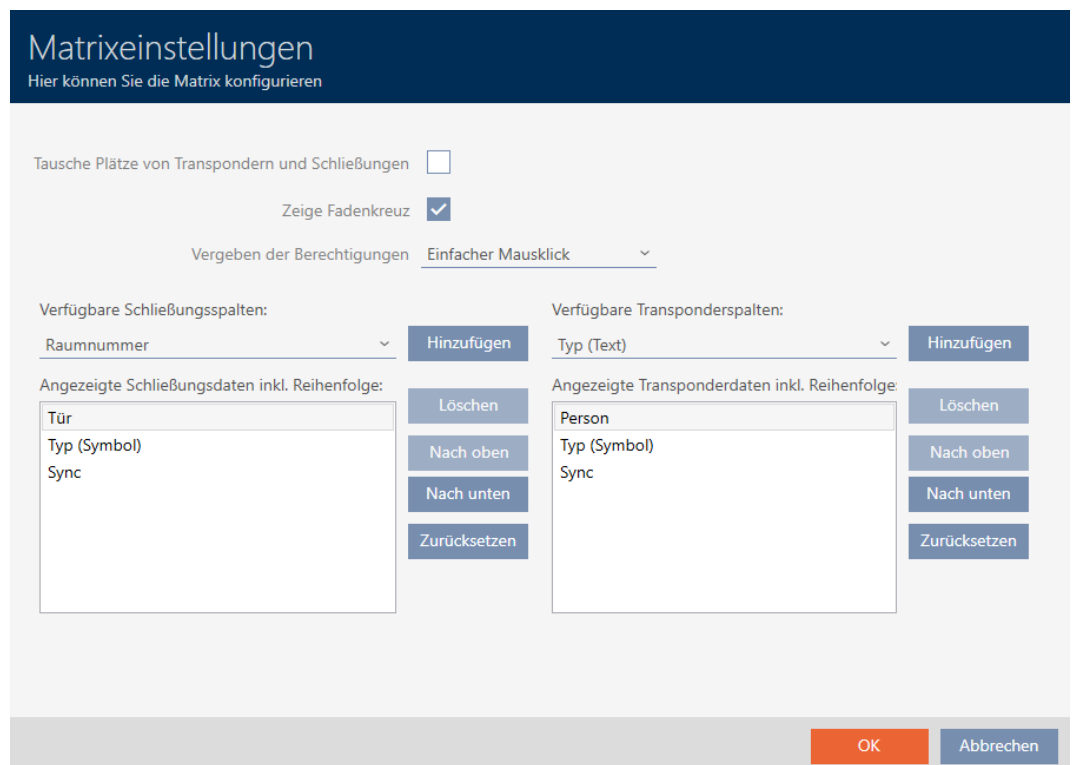 Matrixeinstellungen
Hier können Sie die Matrix konfigurieren
Tausche Plätze von Transpondern und Schließungen
Zeige Fadenkreuz
Vergeben der Berechtigungen Einfacher Mausklick
Verfügbare Schließungsspalten:
Raumnummer Hinzufügen
Angezeigte Schließungsdaten inkl. Reihenfolge:
Tür
Typ (Symbol)
Sync
Löschen
Nach oben
Nach unten
Zurücksetzen
Verfügbare Transponderspalten:
Typ (Text) Hinzufügen
Angezeigte Transponderdaten inkl. Reihenfolge:
Person
Typ (Symbol)
Sync
Löschen
Nach oben
Nach unten
Zurücksetzen
OK Abbrechen